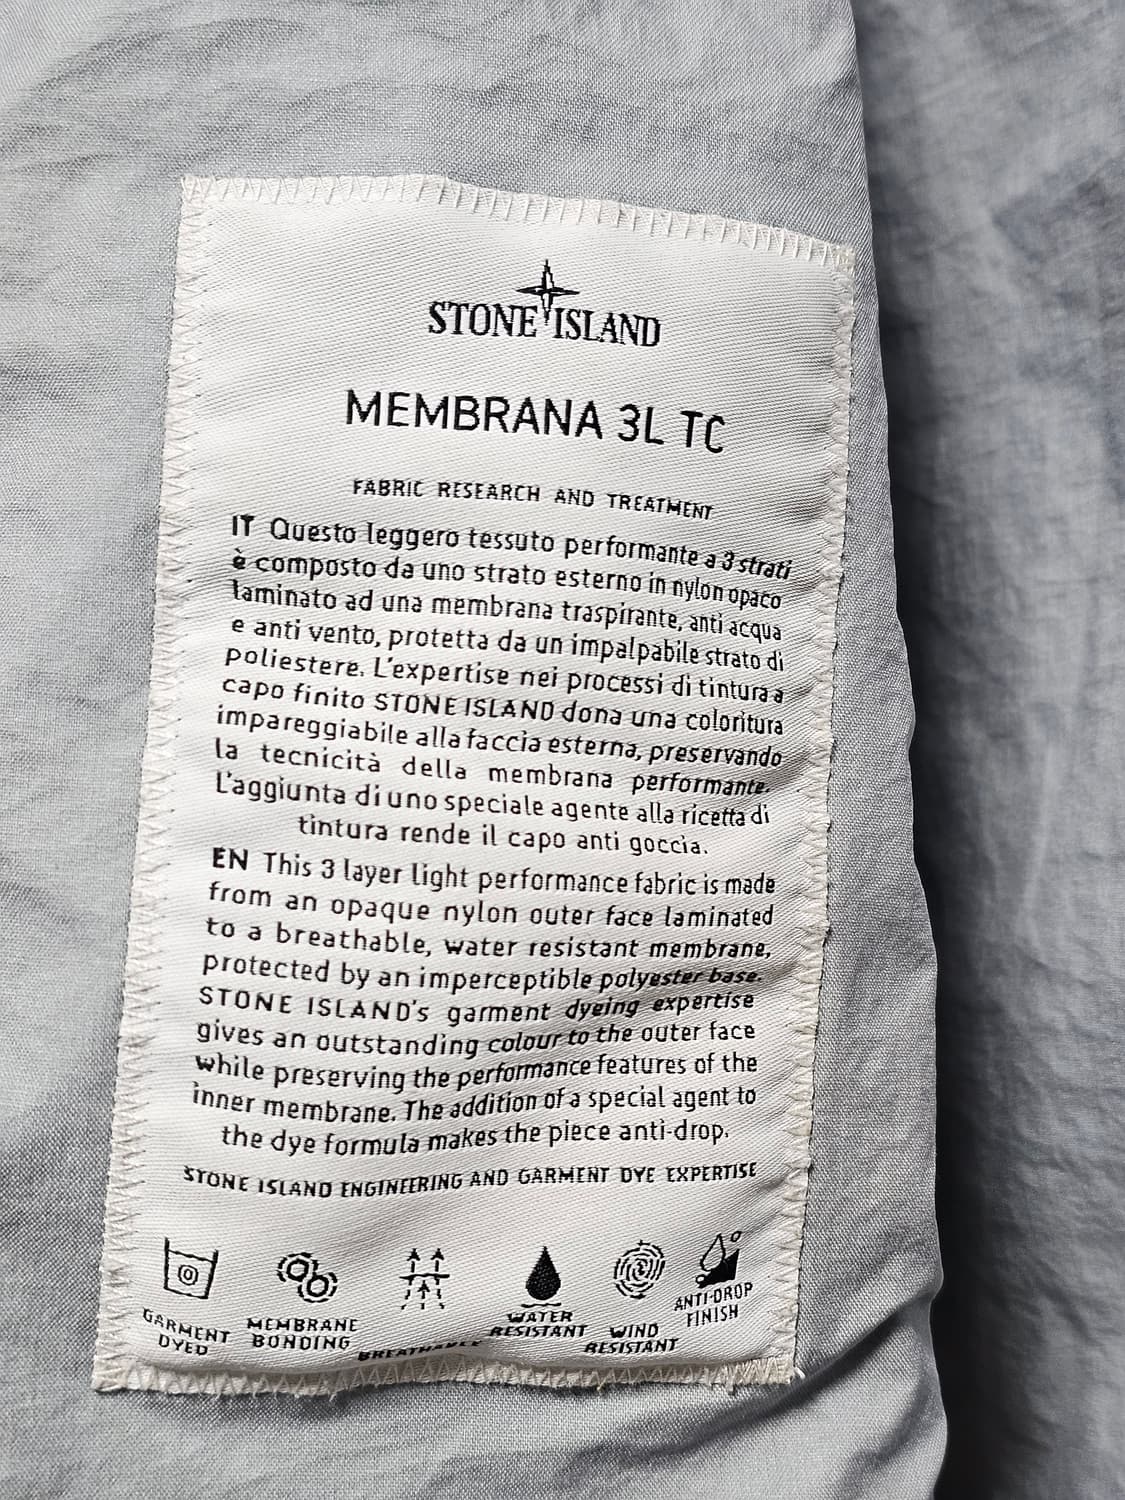 STONE ISLAND
MEMBRANA 3L TC
FABRIC RESEARCH AND TREATMENT
IT Questo leggero tessuto performante a 3 strati
è composto da uno strato esterno in nylon opaco
laminato ad una membrana traspirante, anti acqua
e anti vento, protetta da un impalpabile strato di
poliestere. L'expertise nei processi di tintura a
capo finito STONE ISLAND dona una coloritura
impareggiabile alla faccia esterna, preservando
la tecnicità della membrana performante.
L'aggiunta di uno speciale agente alla ricetta di
tintura rende il capo anti goccia.
EN This 3 layer light performance fabric is made
from an opaque nylon outer face laminated
to a breathable, water resistant membrane,
protected by an imperceptible polyester base.
STONE ISLAND's garment dyeing expertise
gives an outstanding colour to the outer face
while preserving the performance features of the
inner membrane. The addition of a special agent to
the dye formula makes the piece anti-drop.
STONE ISLAND ENGINEERING AND GARMENT DYE EXPERTISE
GARMENT
DYED
MEMBRANE
BONDING
BREATHABLE
WATER
RESISTANT
WIND
RESISTANT
ANTI-DROP
FINISH